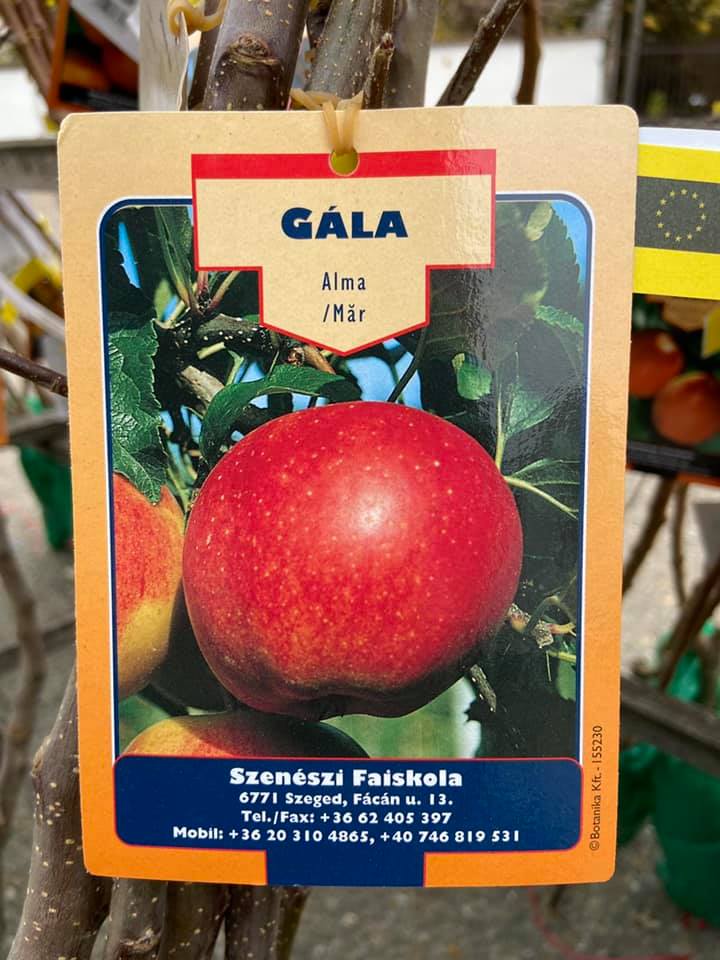 GÁLA
Alma
/Măr
Szenészi Faiskola
6771 Szeged, Fácán u. 13.
Tel./Fax: +36 62 405 397
Mobil: +36 20 310 4865, +40 746 819 531
© Botanika Kft. - 155230